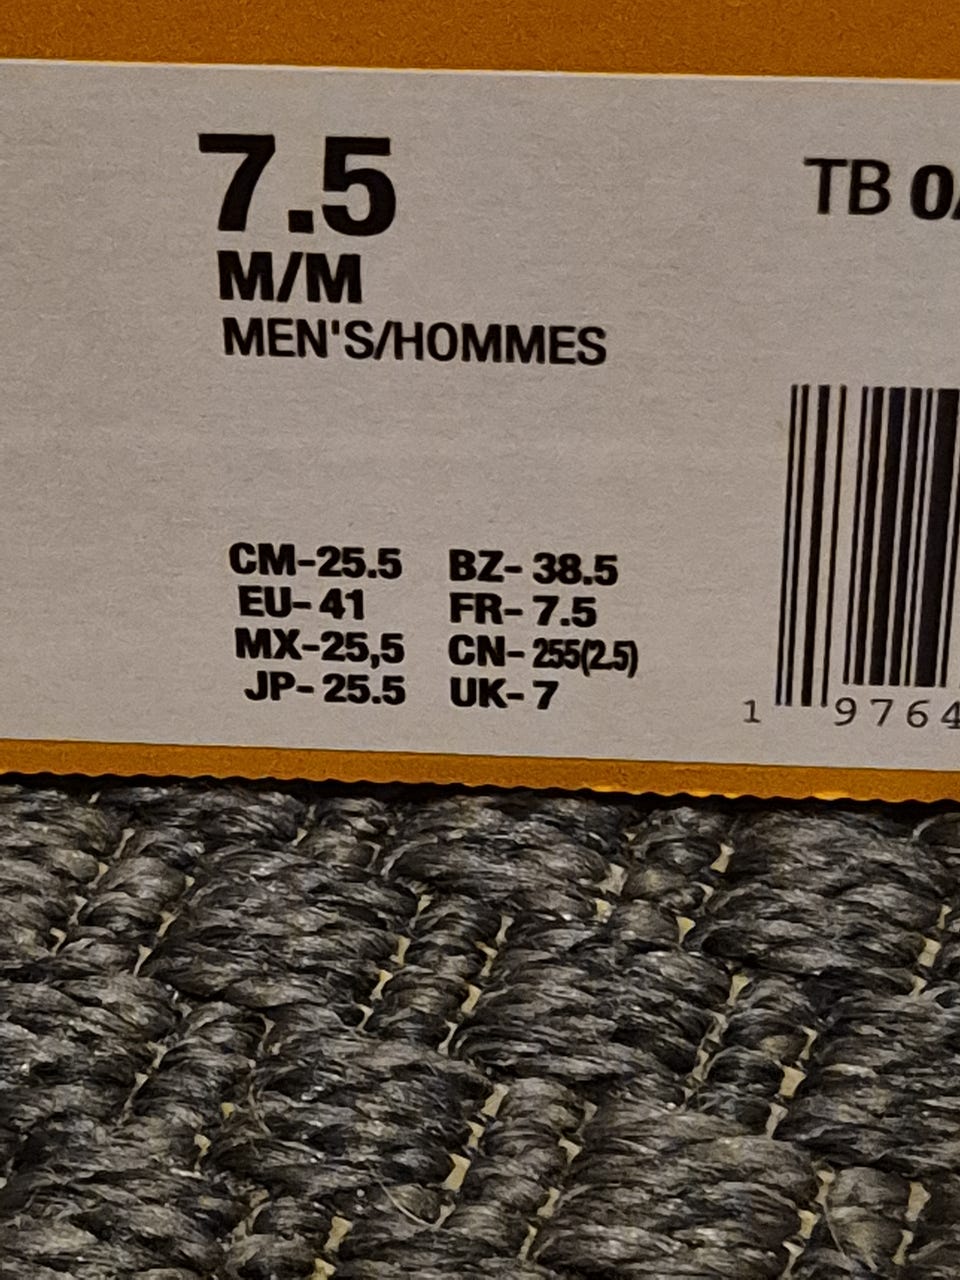 7.5
M/M
MEN'S/HOMMES
CM-25.5 BZ- 38.5
EU- 41 FR- 7.5
MX-25,5 CN- 255(2.5)
JP- 25.5 UK- 7
TB 0
1 9764